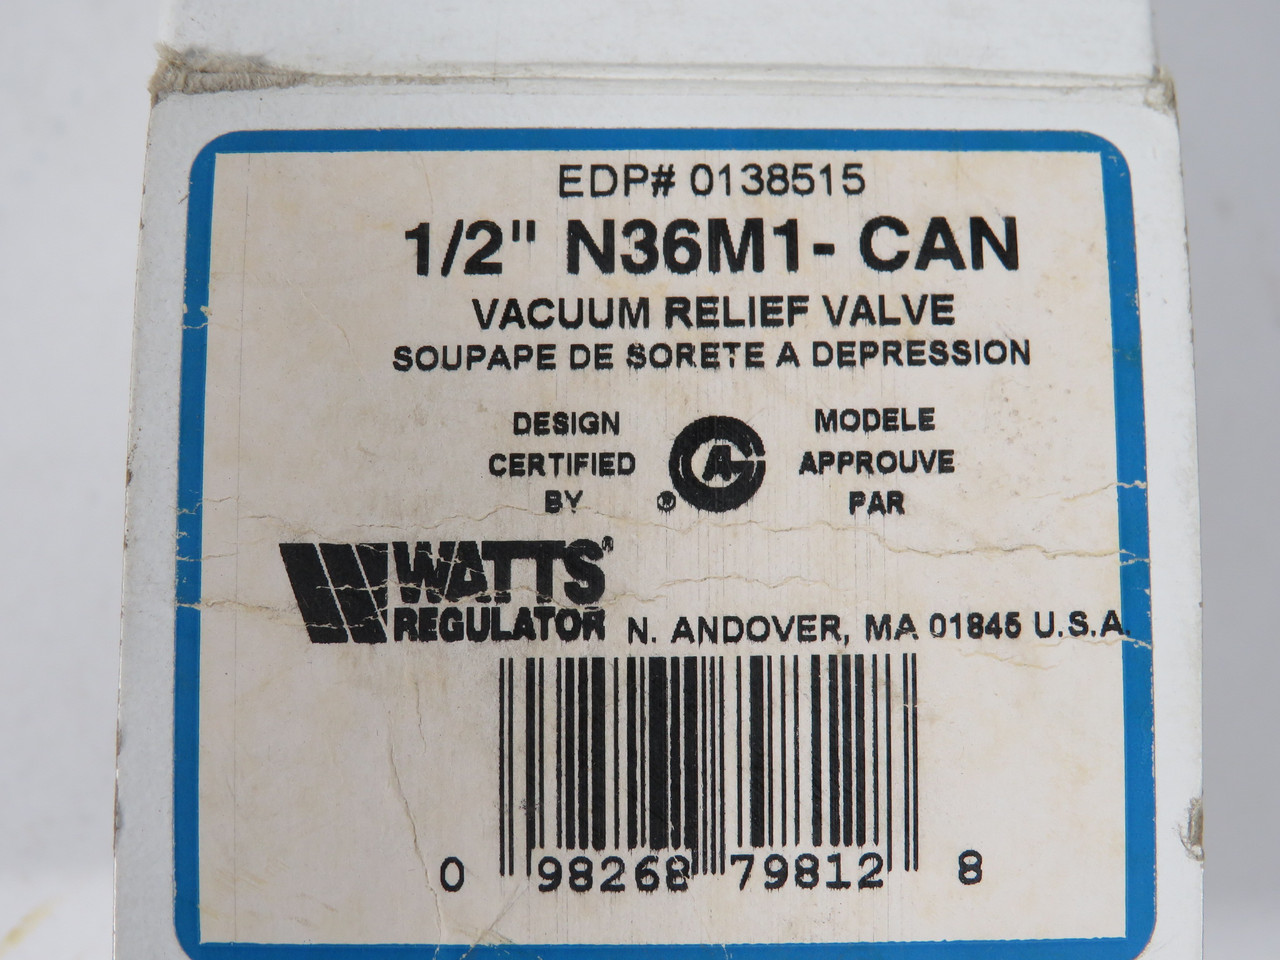 EDP# 0138515
1/2" N36M1- CAN
VACUUM RELIEF VALVE
SOUPAPE DE SORETE A DEPRESSION
DESIGN CERTIFIED BY
AG ®
MODELE APPROUVE PAR
WATTS®
REGULATOR N. ANDOVER, MA 01845 U.S.A.
0 98268 79812 8